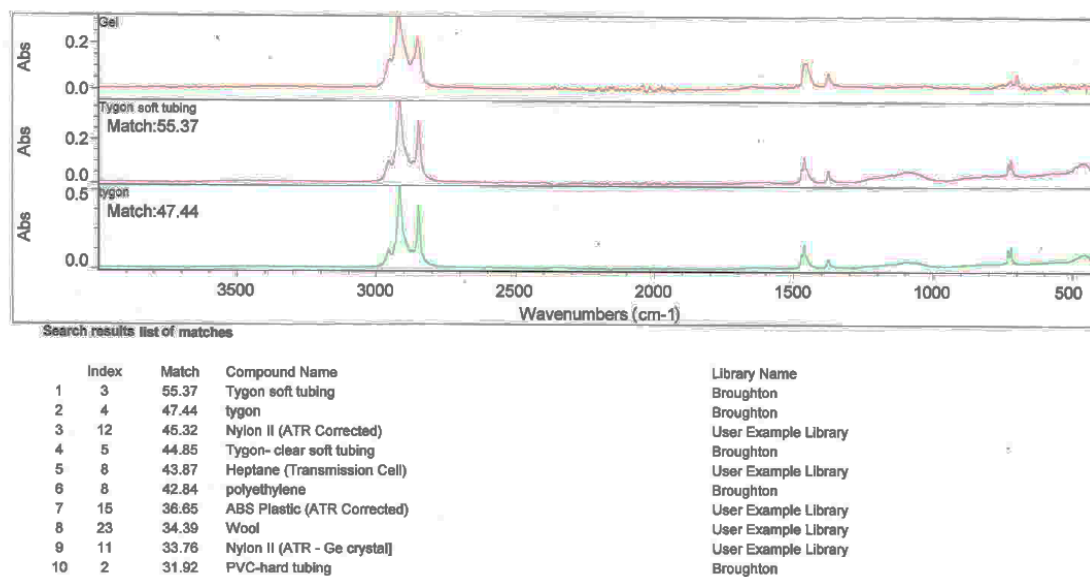 Gel
Abs
0.2
0.0
Tygon soft tubing
Match:55.37
Abs
0.2
0.0
tygon
Match:47.44
Abs
0.5
0.0
3500 3000 2500 2000 1500 1000 500
Wavenumbers (cm-1)
Search results list of matches
Index Match Compound Name Library Name
1 3 55.37 Tygon soft tubing Broughton
2 4 47.44 tygon Broughton
3 12 45.32 Nylon II (ATR Corrected) User Example Library
4 5 44.85 Tygon- clear soft tubing Broughton
5 8 43.87 Heptane (Transmission Cell) User Example Library
6 8 42.84 polyethylene Broughton
7 15 36.65 ABS Plastic (ATR Corrected) User Example Library
8 23 34.39 Wool User Example Library
9 11 33.76 Nylon II (ATR - Ge crystal] User Example Library
10 2 31.92 PVC-hard tubing Broughton